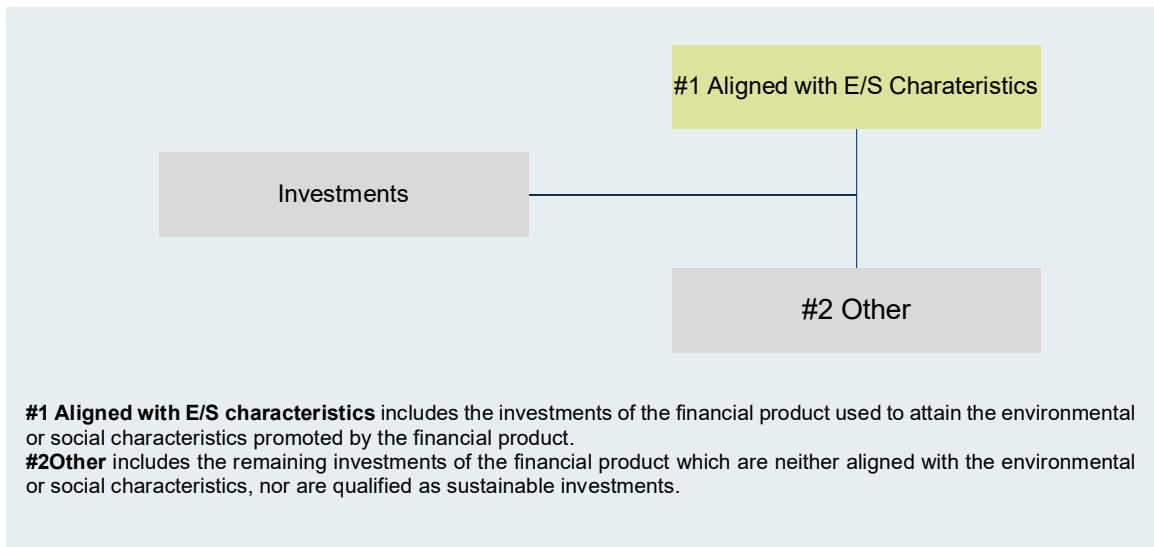 #1 Aligned with E/S Charateristics
Investments
#2 Other
#1 Aligned with E/S characteristics includes the investments of the financial product used to attain the environmental
or social characteristics promoted by the financial product.
#2Other includes the remaining investments of the financial product which are neither aligned with the environmental
or social characteristics, nor are qualified as sustainable investments.